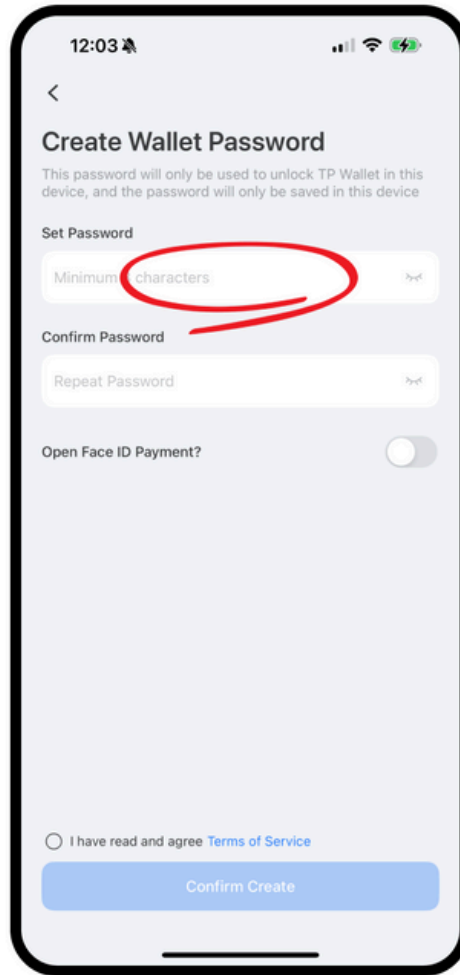 12:03
Create Wallet Password
This password will only be used to unlock TP Wallet in this
device, and the password will only be saved in this device
Set Password
Minimum characters
Confirm Password
Repeat Password
Open Face ID Payment?
I have read and agree Terms of Service
Confirm Create